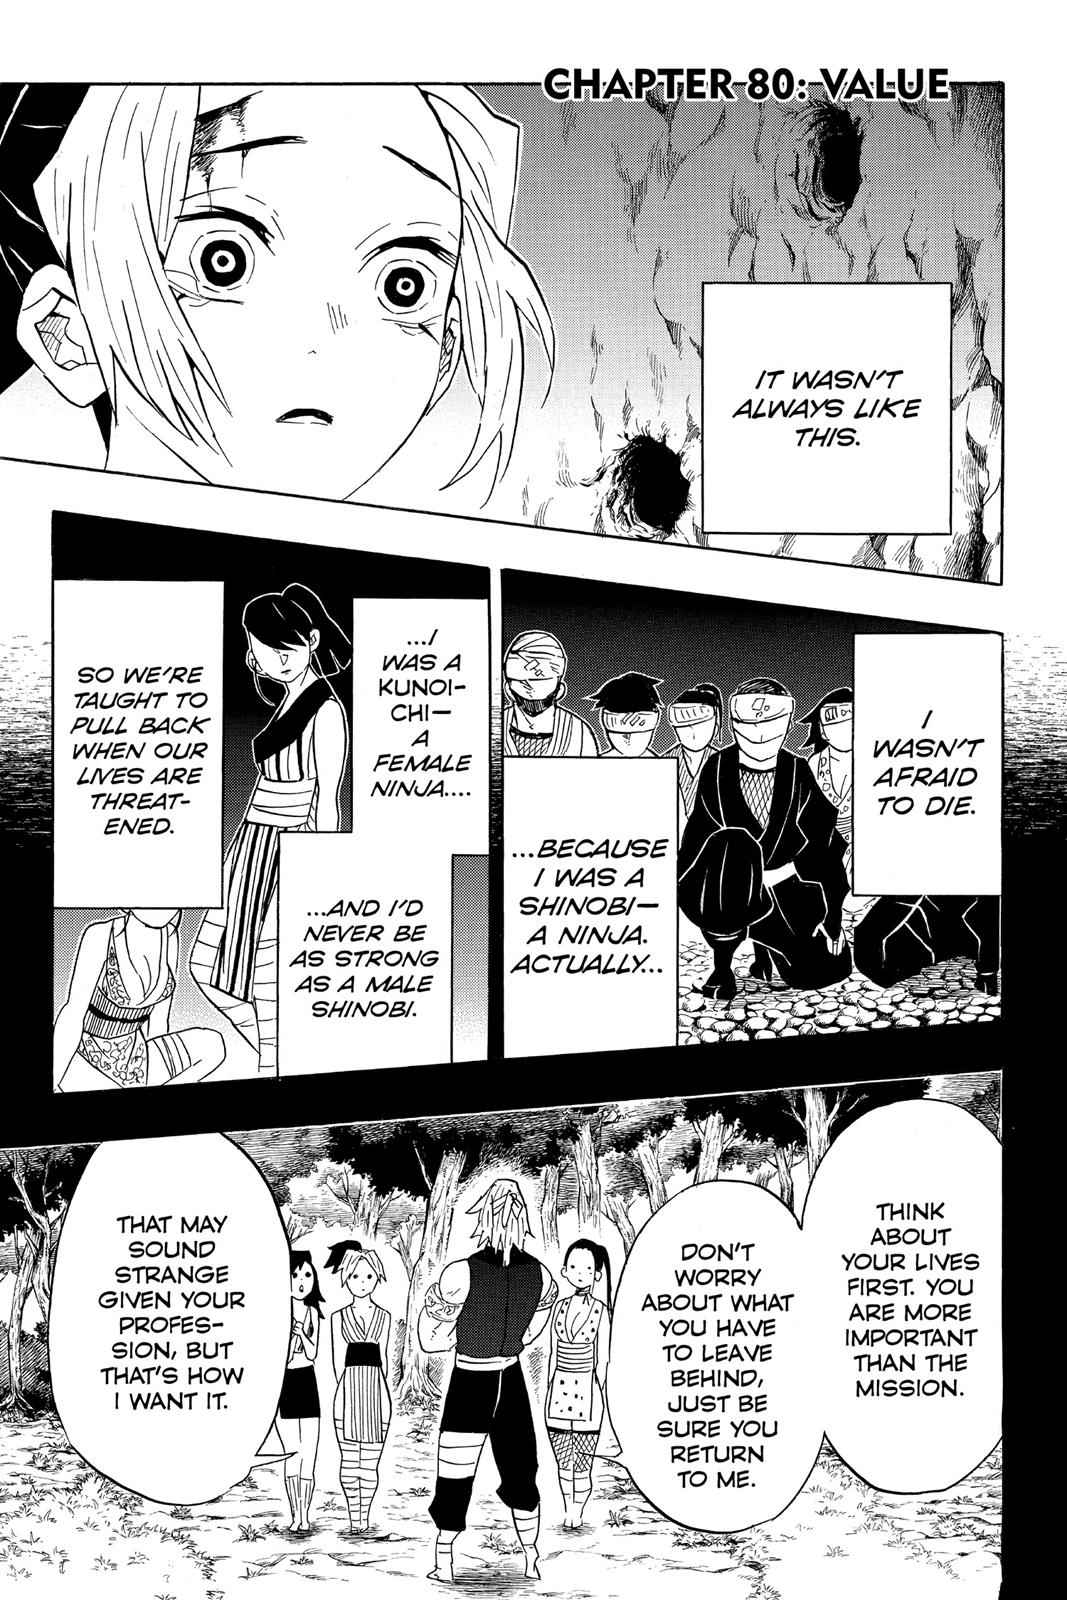 CHAPTER 80: VALUE
IT WASN'T
ALWAYS LIKE
THIS.
I
WASN'T
AFRAID
TO DIE.
...BECAUSE
I WAS A
SHINOBI—
A NINJA.
ACTUALLY...
...I
WAS A
KUNOI-
CHI—
A
FEMALE
NINJA....
...AND I'D
NEVER BE
AS STRONG
AS A MALE
SHINOBI.
SO WE'RE
TAUGHT TO
PULL BACK
WHEN OUR
LIVES ARE
THREAT-
ENED.
THINK
ABOUT
YOUR LIVES
FIRST. YOU
ARE MORE
IMPORTANT
THAN THE
MISSION.
DON'T
WORRY
ABOUT WHAT
YOU HAVE
TO LEAVE
BEHIND,
JUST BE
SURE YOU
RETURN
TO ME.
THAT MAY
SOUND
STRANGE
GIVEN YOUR
PROFES-
SION, BUT
THAT'S HOW
I WANT IT.